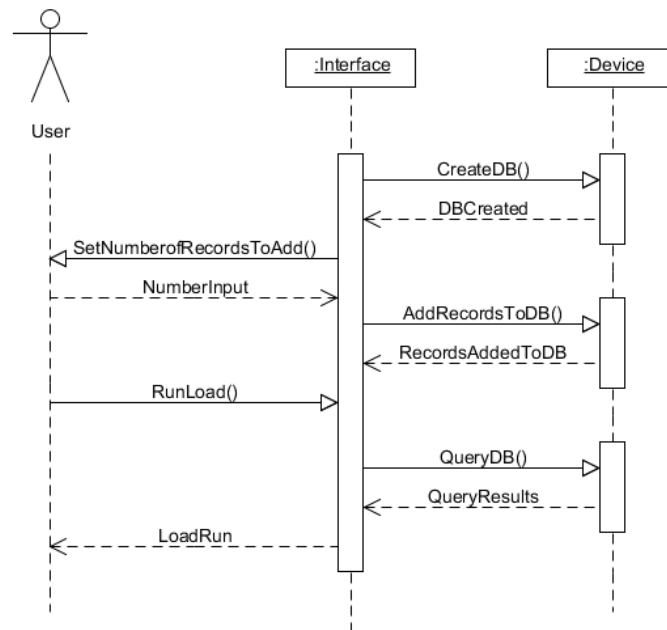 :Interface
:Device
User
CreateDB()
DBCreated
SetNumberofRecordsToAdd()
NumberInput
AddRecordsToDB()
RecordsAddedToDB
RunLoad()
QueryDB()
QueryResults
LoadRun